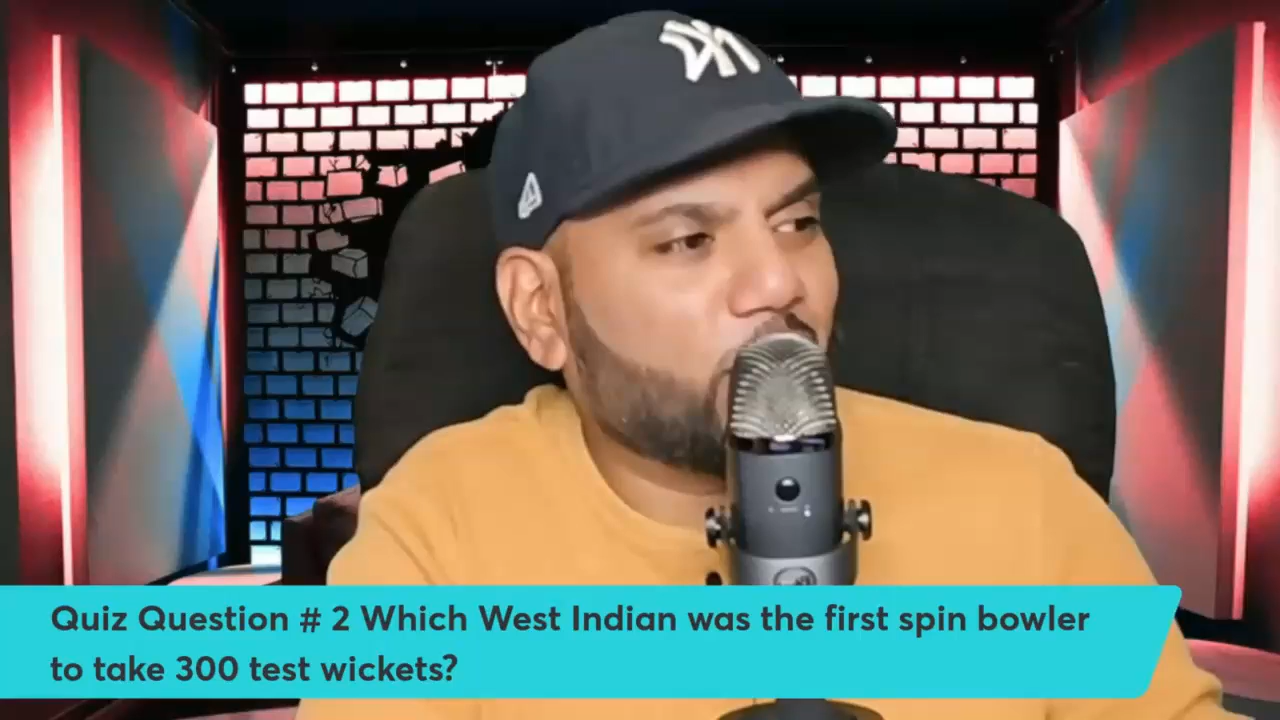 Quiz Question # 2 Which West Indian was the first spin bowler
to take 300 test wickets?